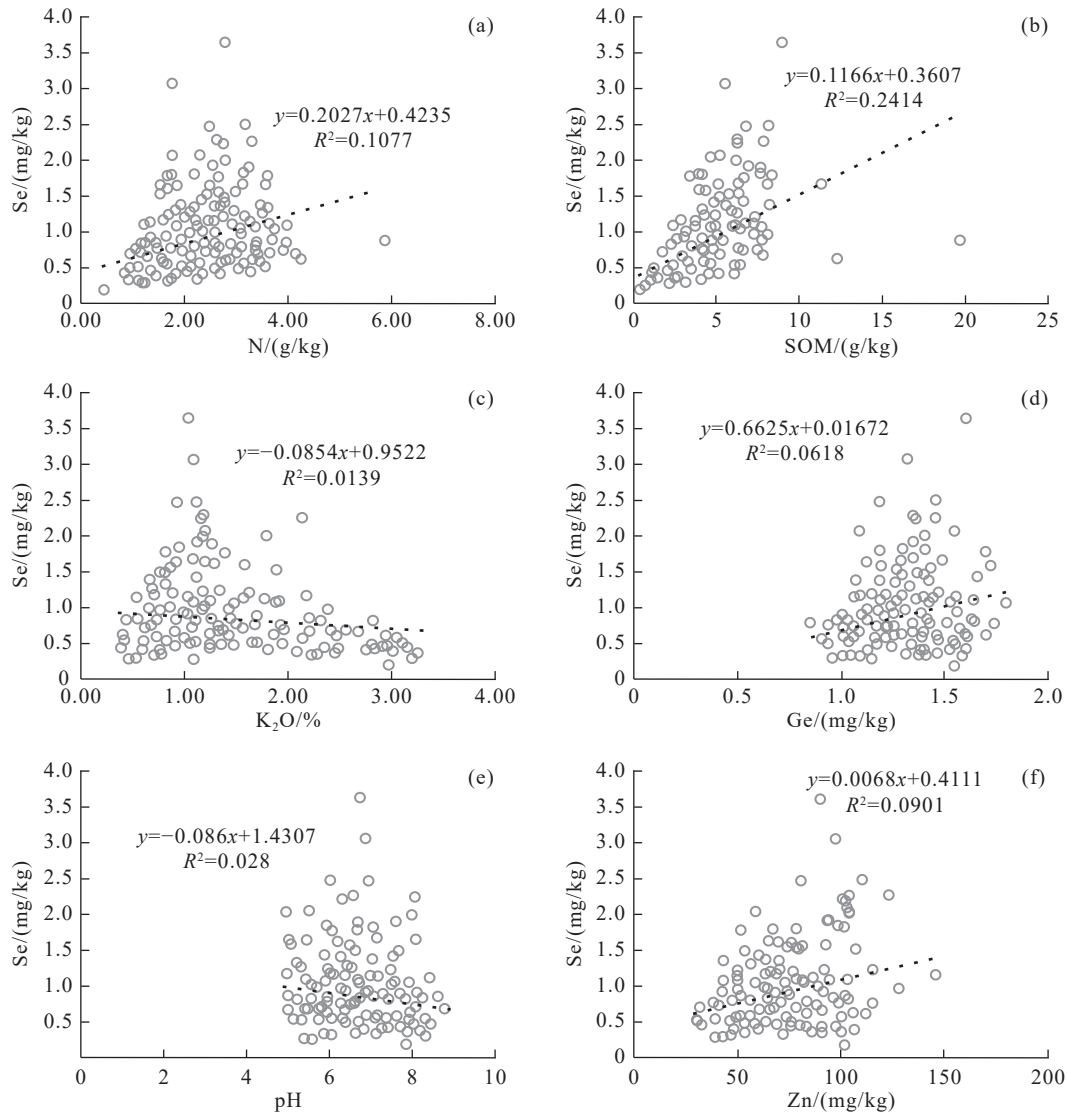 4.0
(a)
3.5
3.0
y=0.2027x+0.4235
2.5
R²=0.1077
2.0
1.5
1.0
0.5
0
Se/(mg/kg)
0.00 2.00 4.00 6.00 8.00
N/(g/kg)
4.0
(b)
3.5
y=0.1166x+0.3607
3.0
R²=0.2414
2.5
2.0
1.5
1.0
0.5
0
Se/(mg/kg)
0 5 10 15 20 25
SOM/(g/kg)
4.0
(c)
3.5
y=−0.0854x+0.9522
3.0
R²=0.0139
2.5
2.0
1.5
1.0
0.5
0
Se/(mg/kg)
0.00 1.00 2.00 3.00 4.00
K₂O/%
4.0
(d)
3.5
y=0.6625x+0.01672
3.0
R²=0.0618
2.5
2.0
1.5
1.0
0.5
0
Se/(mg/kg)
0 0.5 1.0 1.5 2.0
Ge/(mg/kg)
4.0
(e)
3.5
y=−0.086x+1.4307
3.0
R²=0.028
2.5
2.0
1.5
1.0
0.5
Se/(mg/kg)
0 2 4 6 8 10
pH
4.0
(f)
y=0.0068x+0.4111
3.5
R²=0.0901
3.0
2.5
2.0
1.5
1.0
0.5
Se/(mg/kg)
0 50 100 150 200
Zn/(mg/kg)